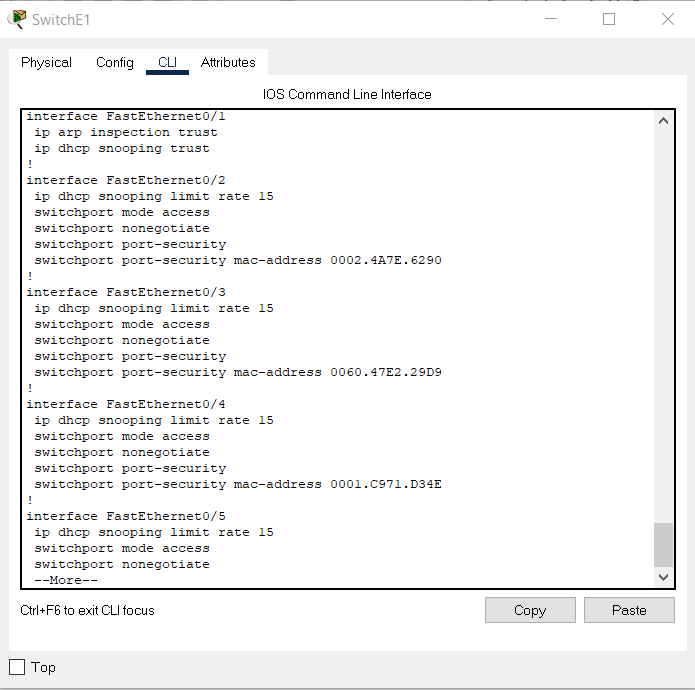 SwitchE1
Physical Config CLI Attributes
IOS Command Line Interface
interface FastEthernet0/1
ip arp inspection trust
ip dhcp snooping trust
!
interface FastEthernet0/2
ip dhcp snooping limit rate 15
switchport mode access
switchport nonegotiate
switchport port-security
switchport port-security mac-address 0002.4A7E.6290
!
interface FastEthernet0/3
ip dhcp snooping limit rate 15
switchport mode access
switchport nonegotiate
switchport port-security
switchport port-security mac-address 0060.47E2.29D9
!
interface FastEthernet0/4
ip dhcp snooping limit rate 15
switchport mode access
switchport nonegotiate
switchport port-security
switchport port-security mac-address 0001.C971.D34E
!
interface FastEthernet0/5
ip dhcp snooping limit rate 15
switchport mode access
switchport nonegotiate
--More--
Ctrl+F6 to exit CLI focus
Copy Paste
Top